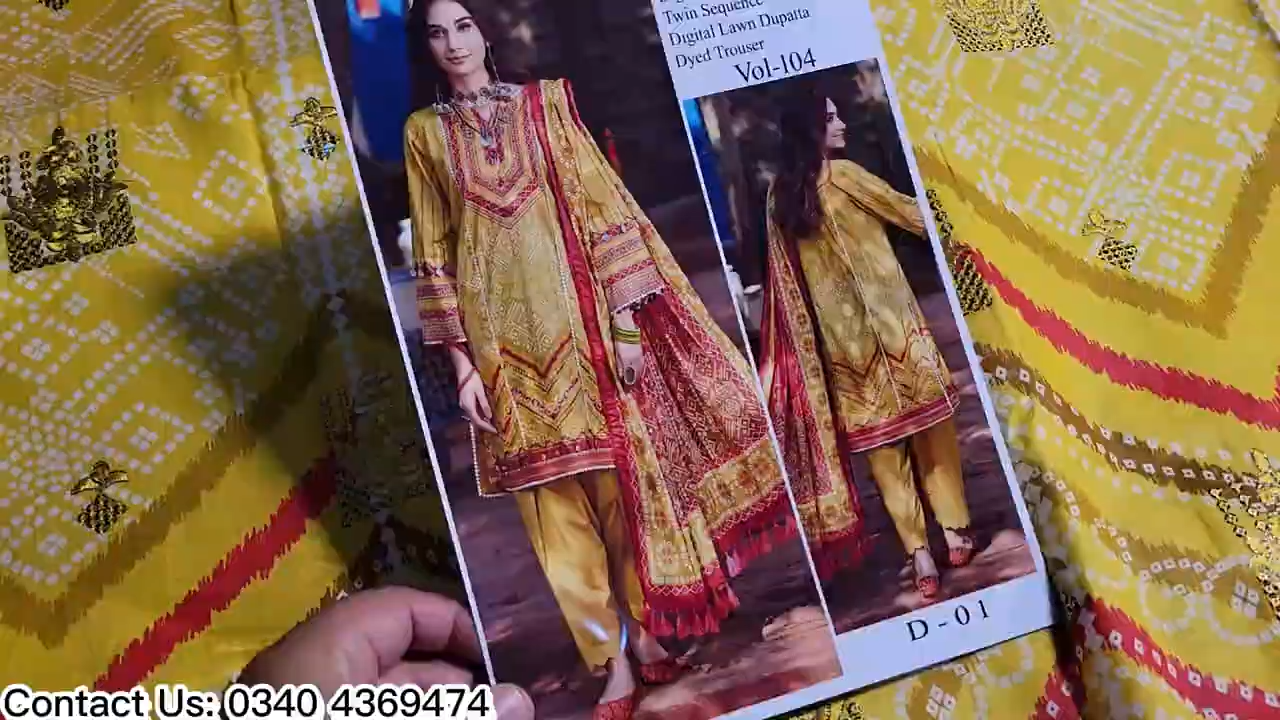 Twin Sequence
Digital Lawn Dupatta
Dyed Trouser
Vol-104
D-01
Contact Us: 0340 4369474